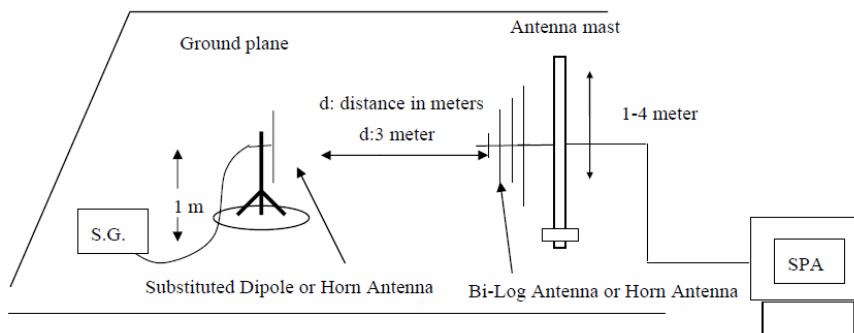 Antenna mast
Ground plane
d: distance in meters
d:3 meter
1-4 meter
1 m
S.G.
SPA
Substituted Dipole or Horn Antenna
Bi-Log Antenna or Horn Antenna